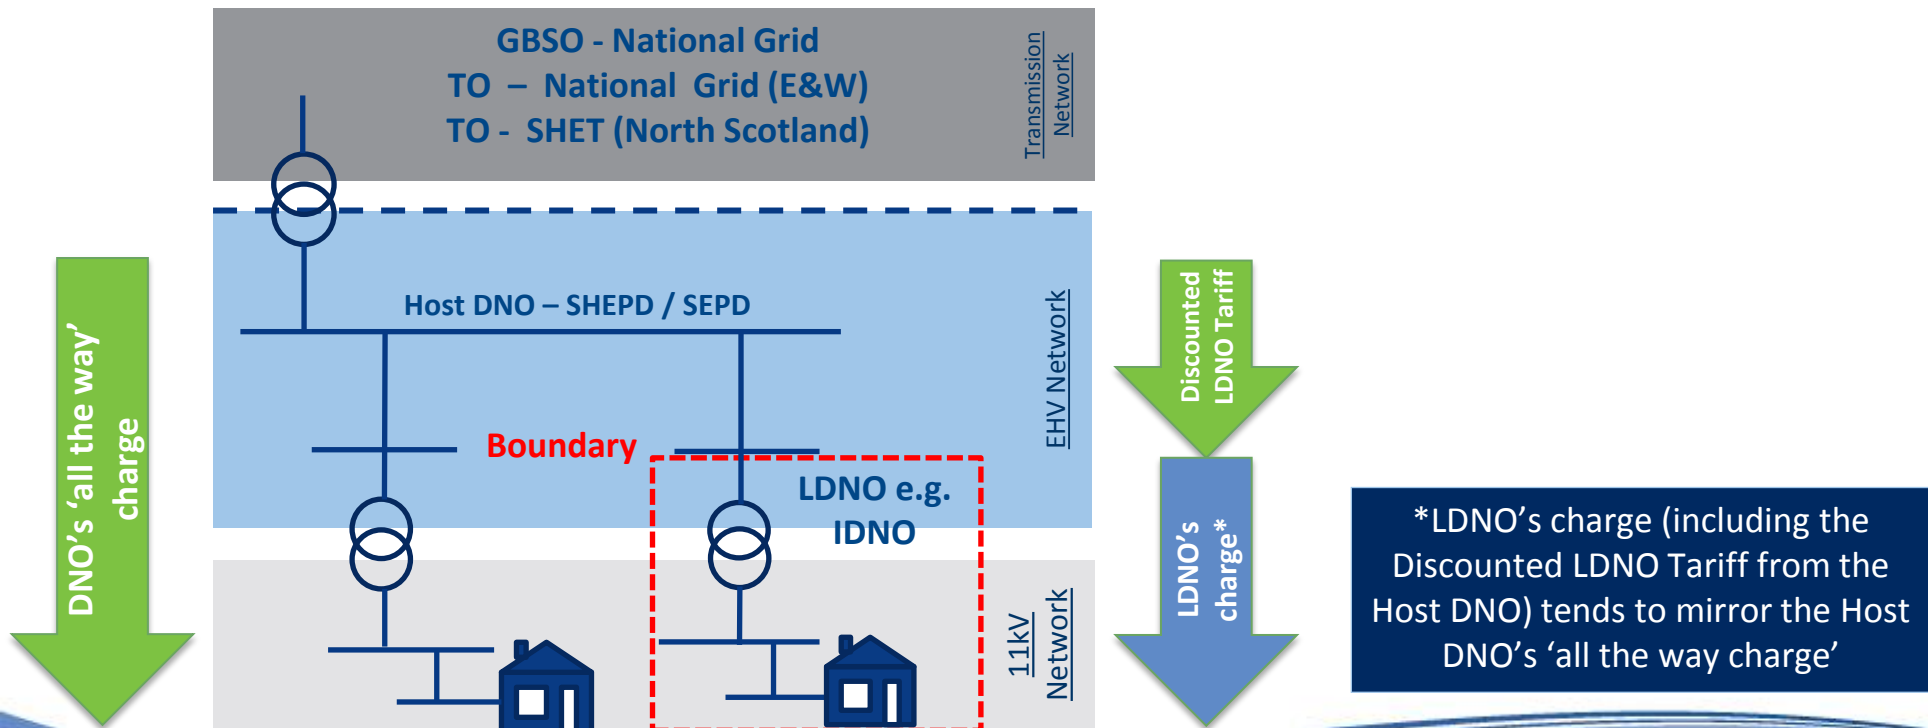 GBSO - National Grid
TO – National Grid (E&W)
TO - SHET (North Scotland)
Transmission
Network
Host DNO – SHEPD / SEPD
EHV Network
Boundary
LDNO e.g.
IDNO
11kV
Network
DNO's 'all the way'
charge
Discounted
LDNO Tariff
LDNO's
charge*
*LDNO's charge (including the
Discounted LDNO Tariff from the
Host DNO) tends to mirror the Host
DNO's 'all the way charge'